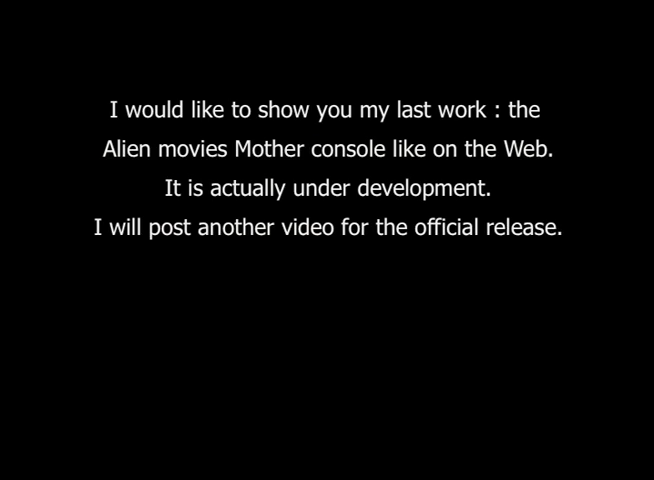 I would like to show you my last work : the
Alien movies Mother console like on the Web.
It is actually under development.
I will post another video for the official release.